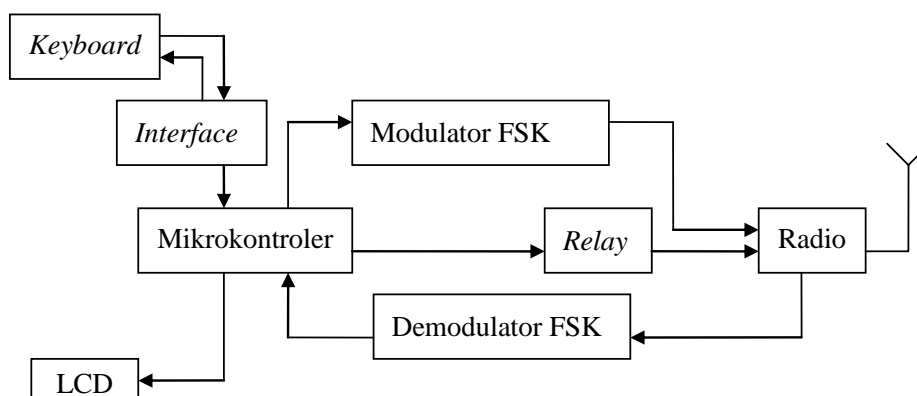 Keyboard
Interface
Modulator FSK
Mikrokontroler
Relay
Radio
Demodulator FSK
LCD